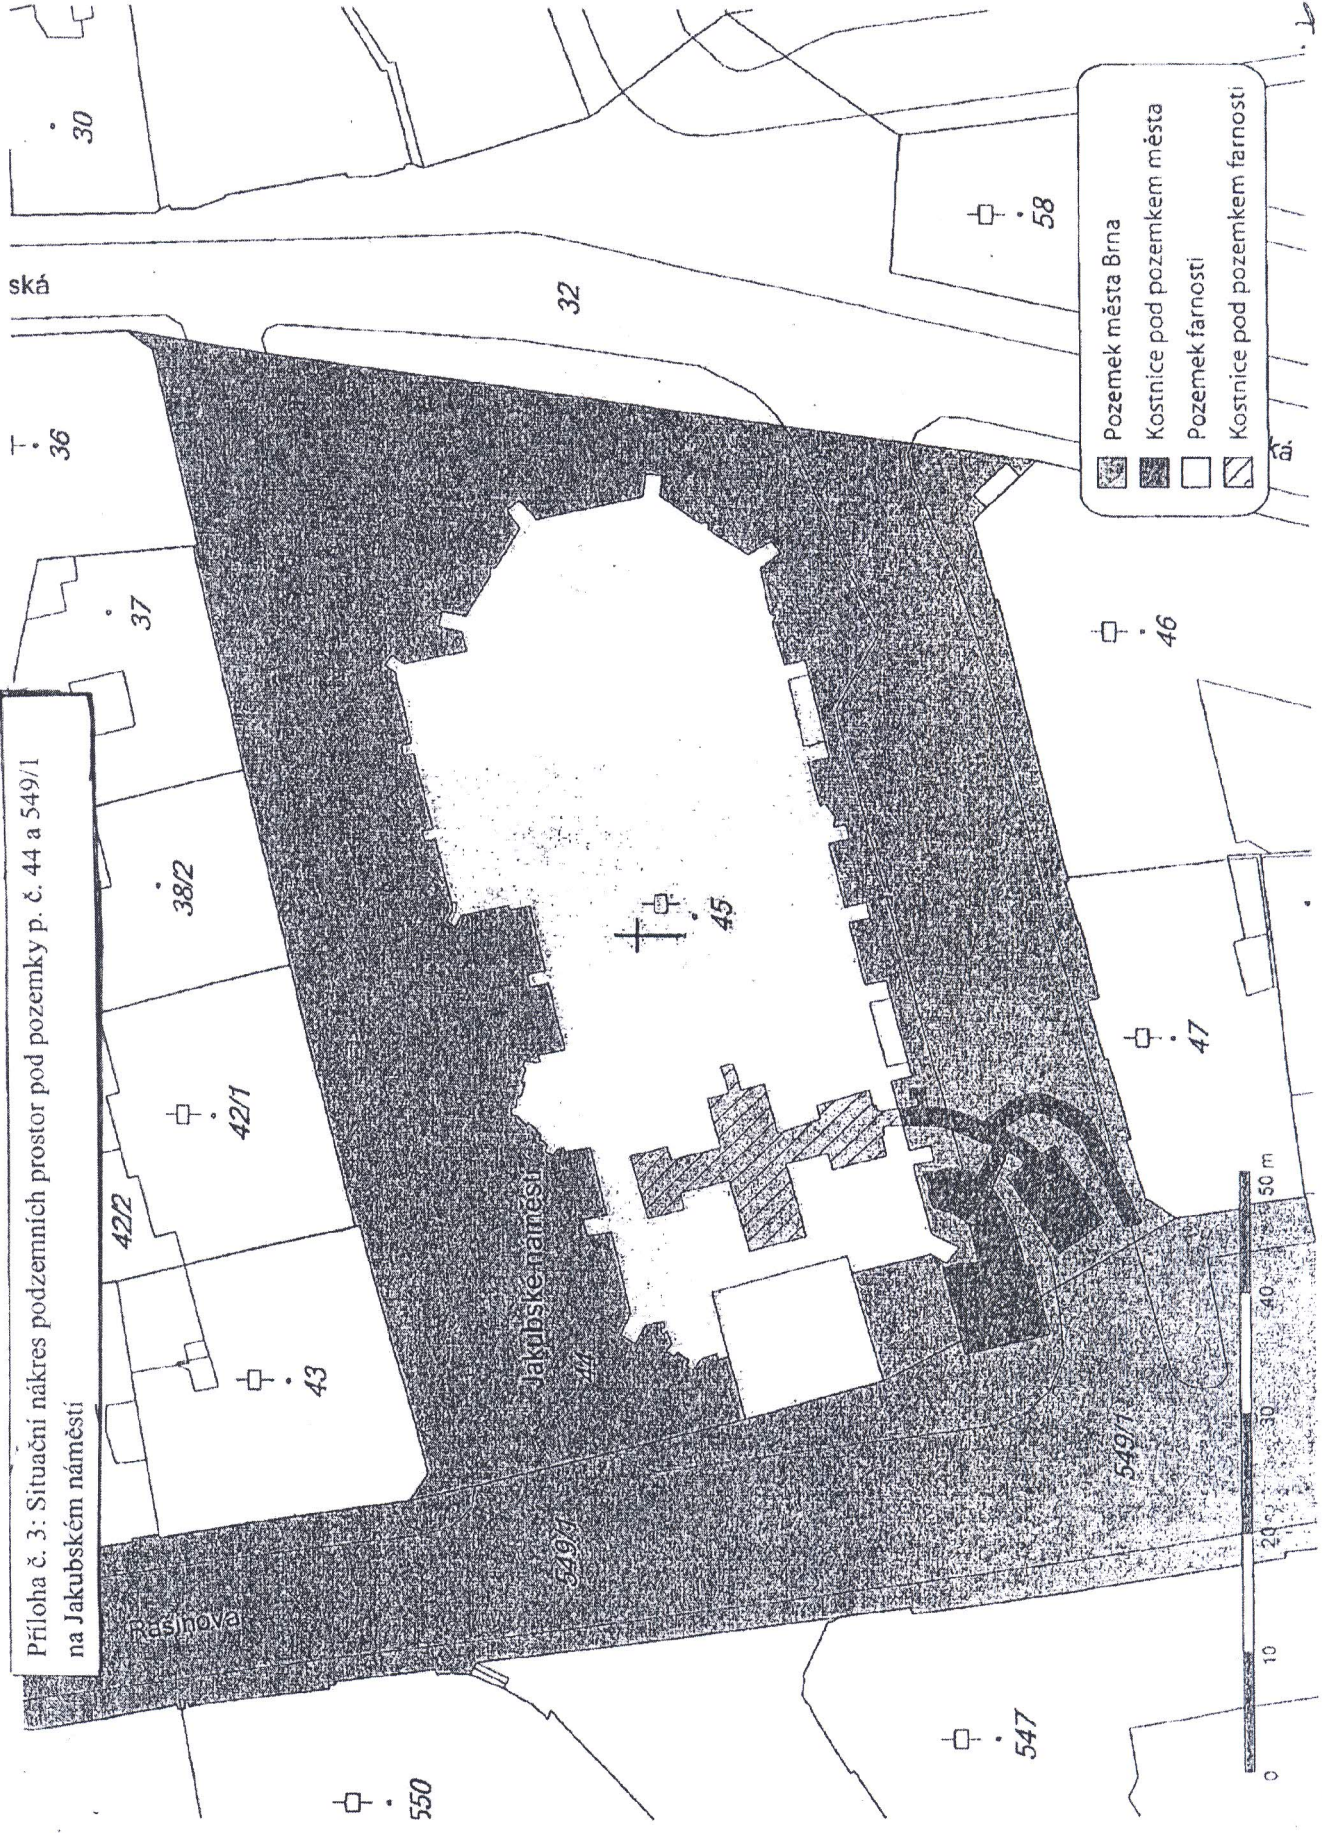 Příloha č. 3: Situační nákres podzemních prostor pod pozemky p. č. 44 a 549/1
na Jakubském náměstí
Rašínova
550
549/1
43
42/2
42/1
38/2
37
36
30
ská
Jakubské náměstí
44
45
32
58
46
47
547
549/1
Pozemek města Brna
Kostnice pod pozemkem města
Pozemek farnosti
Kostnice pod pozemkem farnosti
0
10
20
30
40
50 m